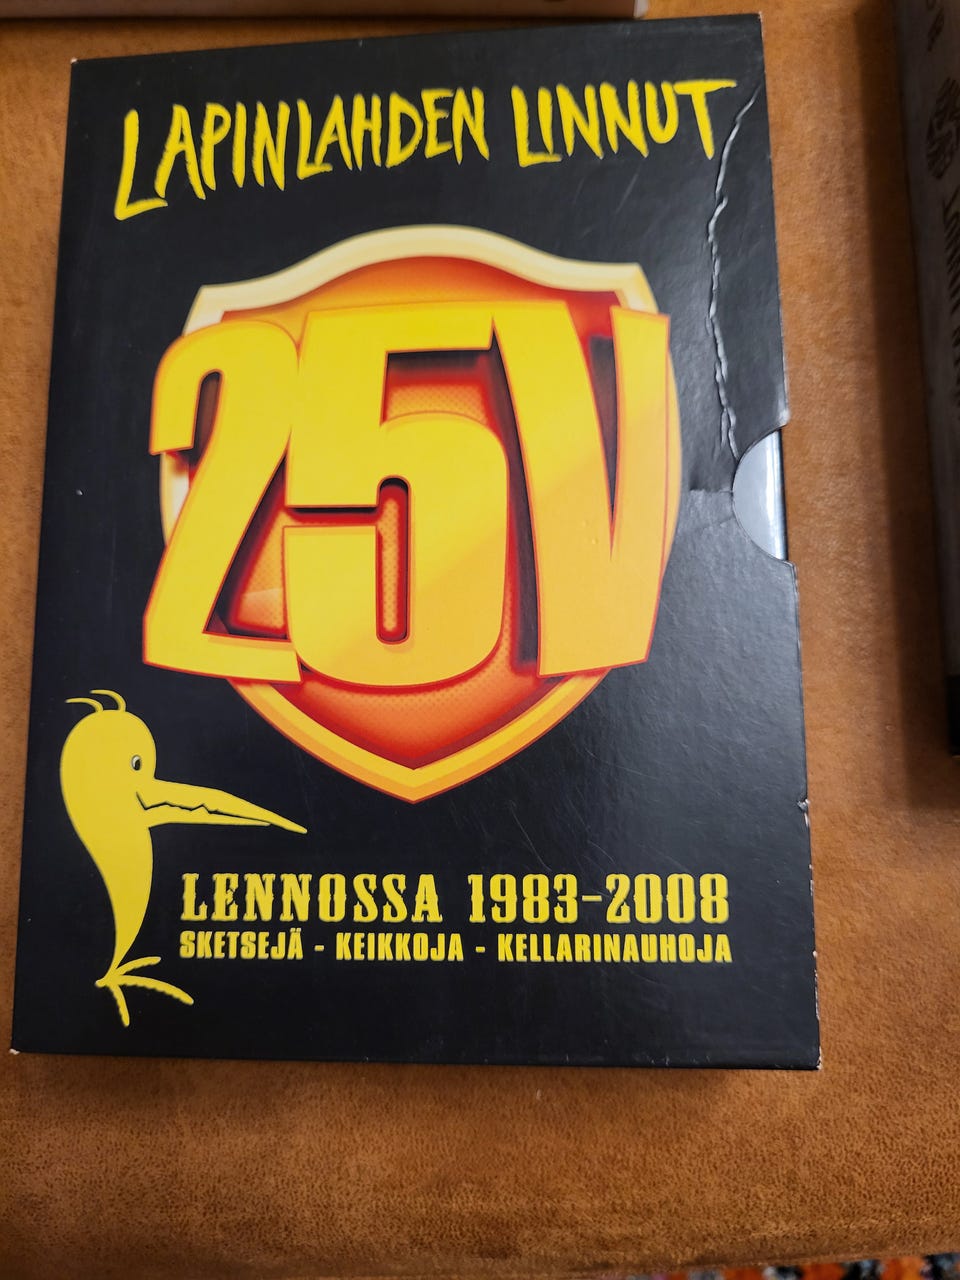 LAPINLAHDEN LINNUT
25V
LENNOSSA 1983-2008
SKETSEJÄ - KEIKKOJA - KELLARINAUHOJA